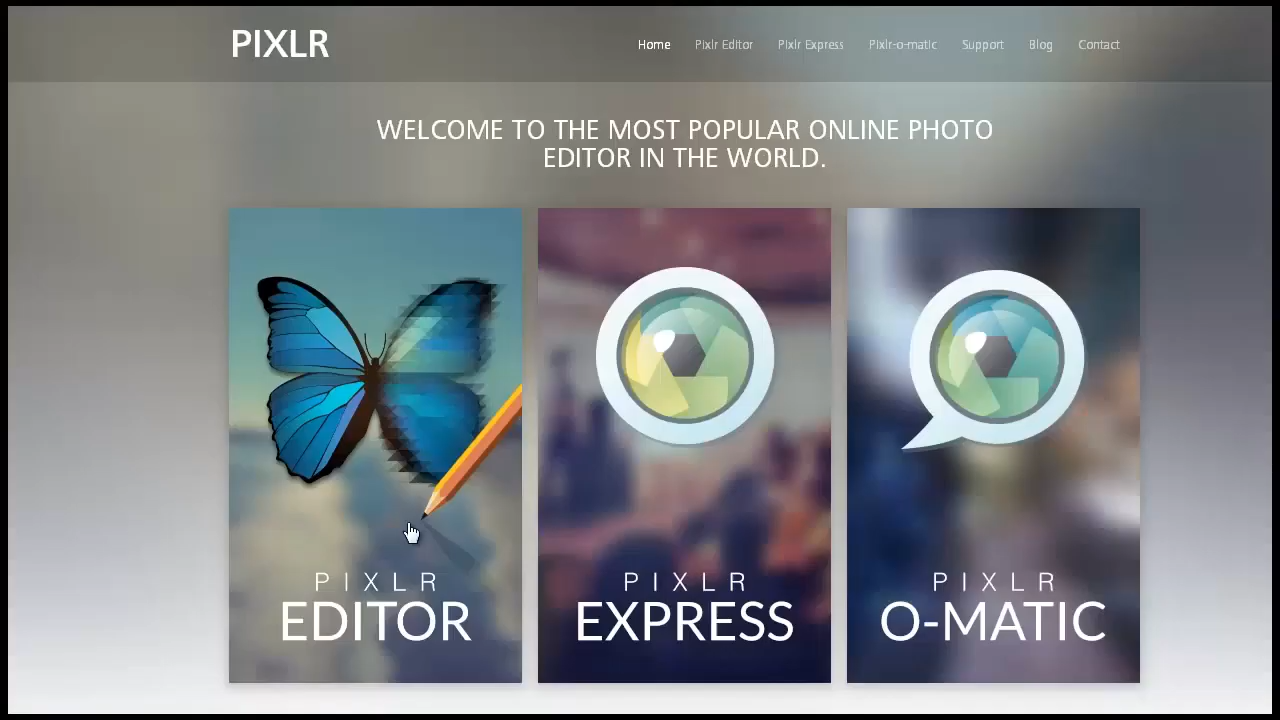 PIXLR
Home Pixlr Editor Pixlr Express Pixlr-o-matic Support Blog Contact
WELCOME TO THE MOST POPULAR ONLINE PHOTO
EDITOR IN THE WORLD.
PIXLR
EDITOR
PIXLR
EXPRESS
PIXLR
O-MATIC